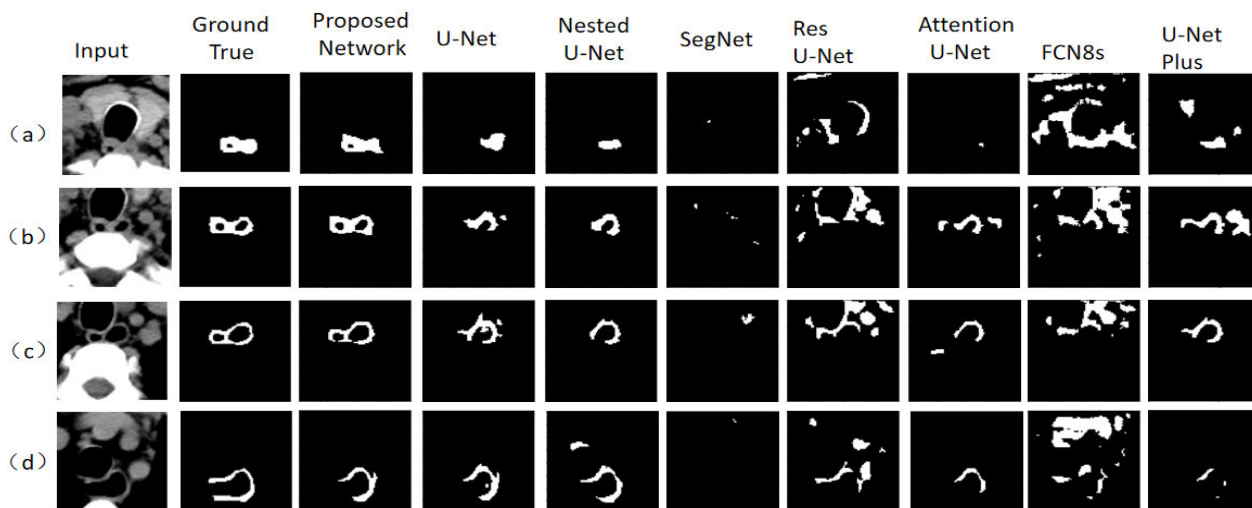 Input
Ground
True
Proposed
Network
U-Net
Nested
U-Net
SegNet
Res
U-Net
Attention
U-Net
FCN8s
U-Net
Plus
（a）
（b）
（c）
（d）